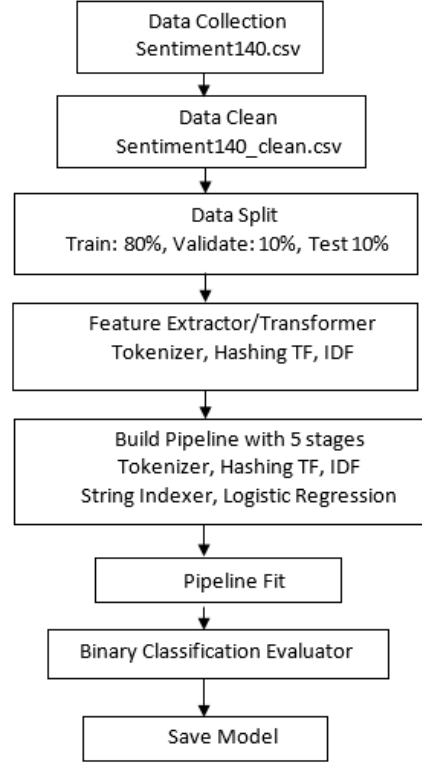 Data Collection
Sentiment140.csv
Data Clean
Sentiment140_clean.csv
Data Split
Train: 80%, Validate: 10%, Test 10%
Feature Extractor/Transformer
Tokenizer, Hashing TF, IDF
Build Pipeline with 5 stages
Tokenizer, Hashing TF, IDF
String Indexer, Logistic Regression
Pipeline Fit
Binary Classification Evaluator
Save Model